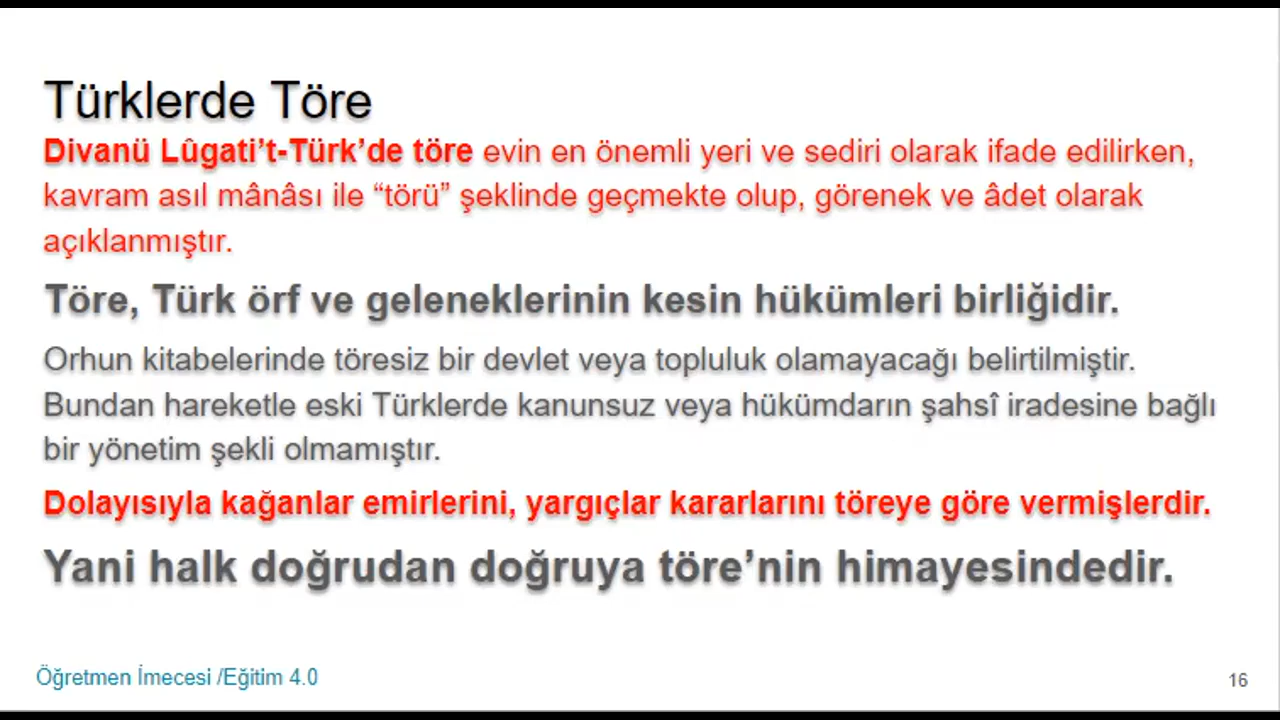 Türklerde Töre
Divanü Lûgati’t-Türk’de töre evin en önemli yeri ve sediri olarak ifade edilirken,
kavram asıl mânâsı ile “törü” şeklinde geçmekte olup, görenek ve âdet olarak
açıklanmıştır.
Töre, Türk örf ve geleneklerinin kesin hükümleri birliğidir.
Orhun kitabelerinde töresiz bir devlet veya topluluk olamayacağı belirtilmiştir.
Bundan hareketle eski Türklerde kanunsuz veya hükümdarın şahsî iradesine bağlı
bir yönetim şekli olmamıştır.
Dolayısıyla kağanlar emirlerini, yargıçlar kararlarını töreye göre vermişlerdir.
Yani halk doğrudan doğruya töre’nin himayesindedir.
Öğretmen İmecesi /Eğitim 4.0
16